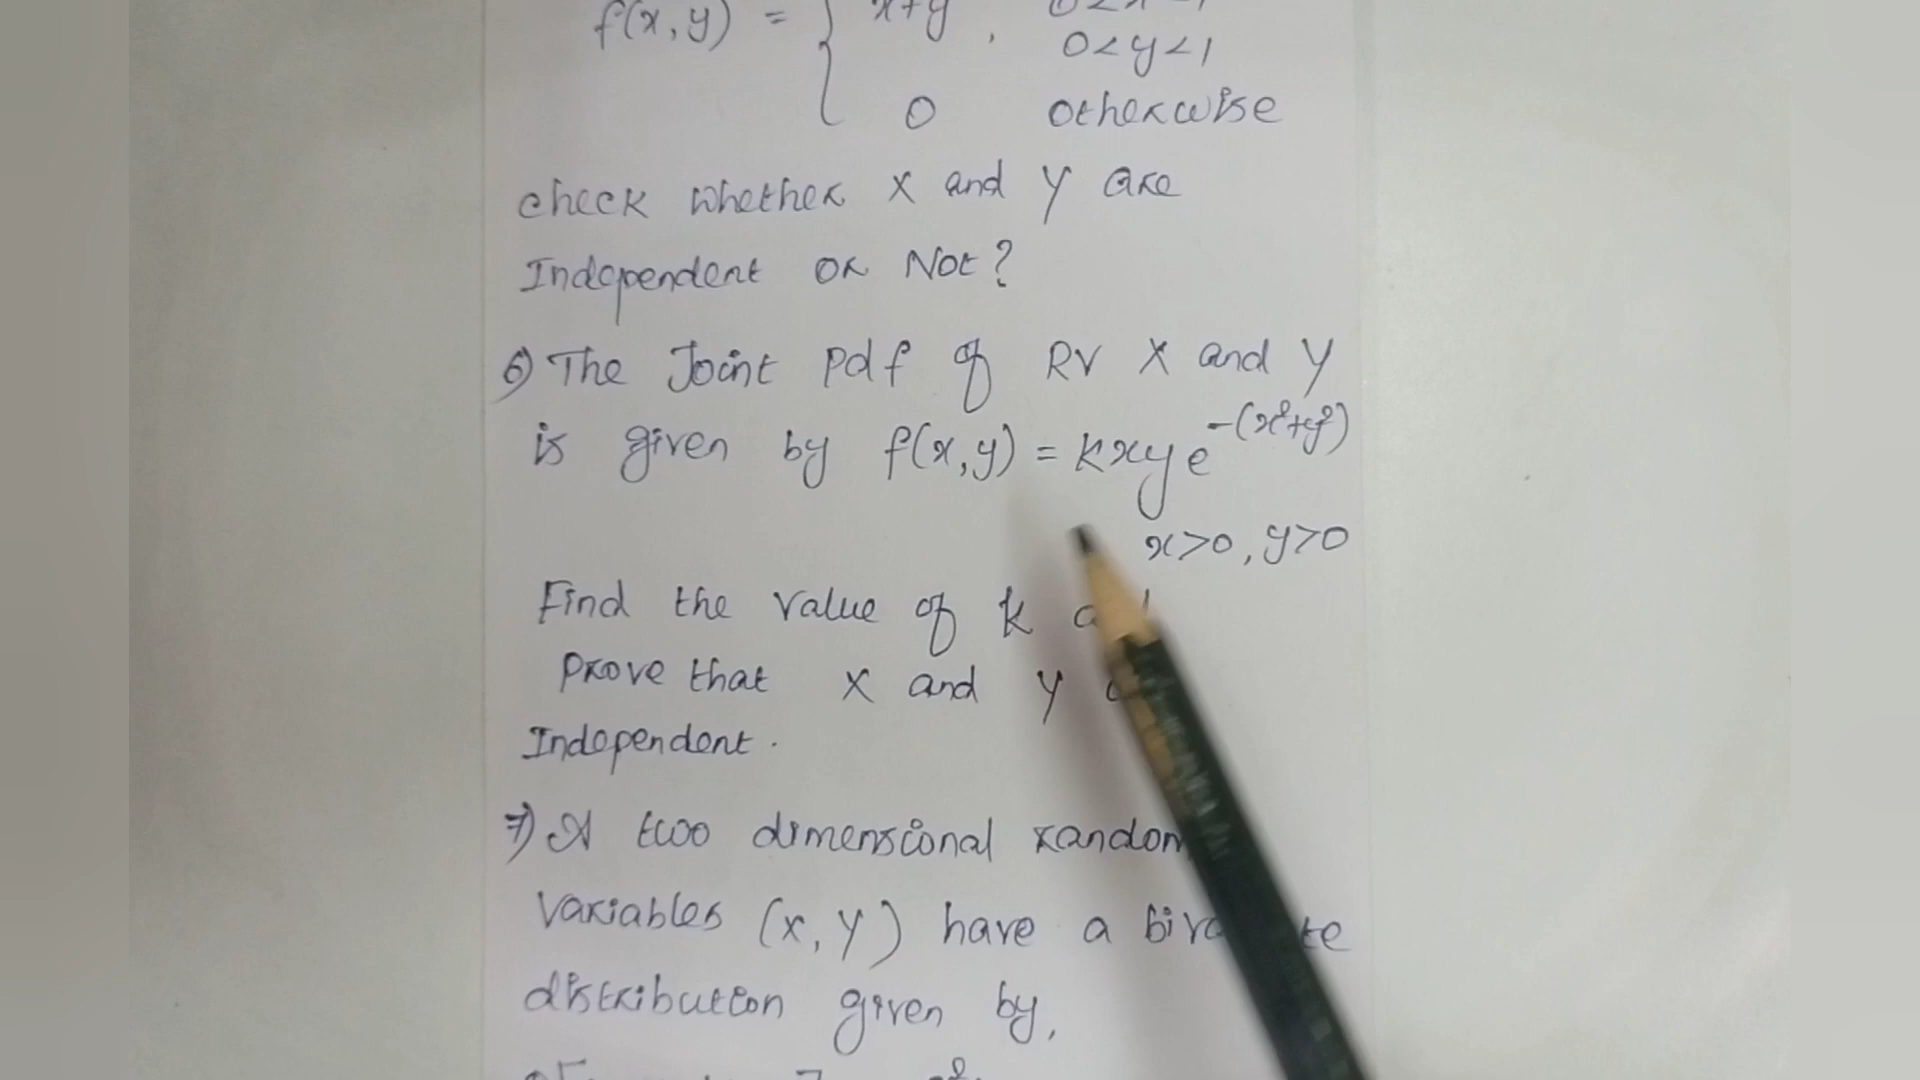 f(x,y) = { x+y ,
0<y<1
0 otherwise
check whether X and Y are
Independent or Not?
6) The Joint Pdf of RV X and Y
is given by f(x,y) = kxye^-(x²+y²)
x>0, y>0
Find the value of k
Prove that X and Y
Independent.
7) A two dimensional random
Variables (X, Y) have a
distribution given by,